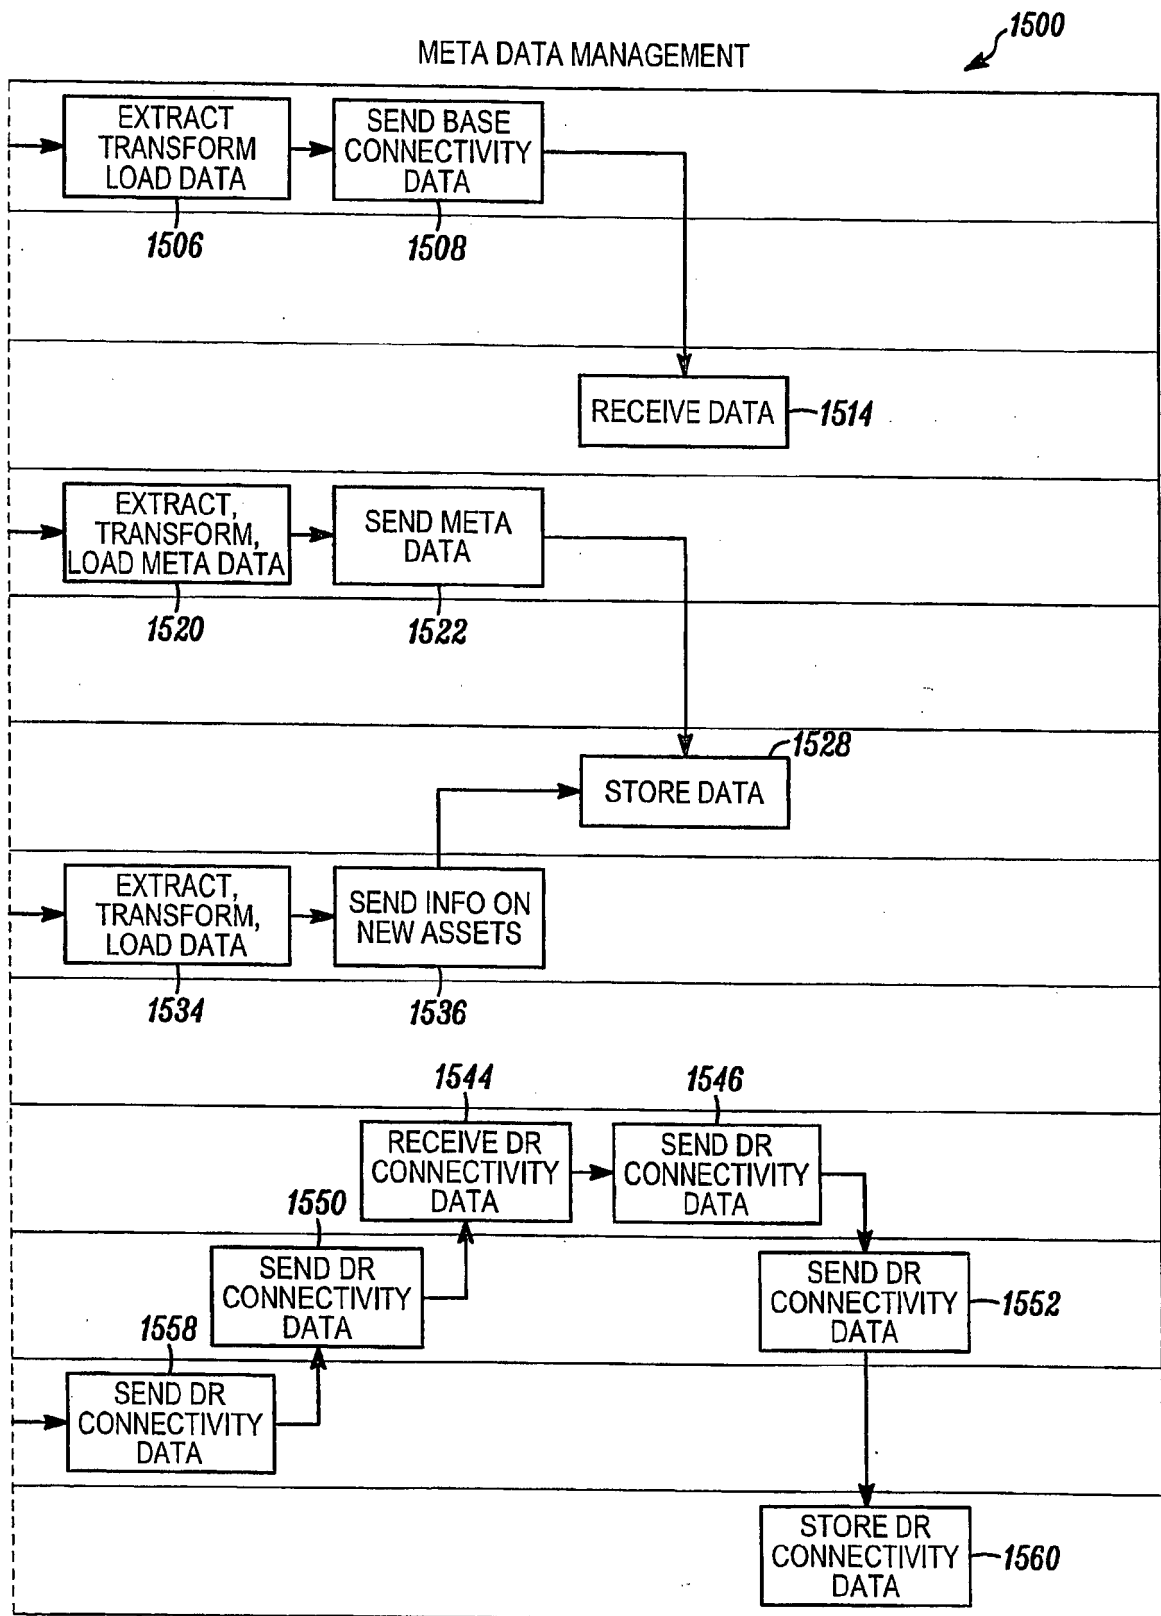 1500
META DATA MANAGEMENT
EXTRACT
TRANSFORM
LOAD DATA
SEND BASE
CONNECTIVITY
DATA
1506
1508
RECEIVE DATA
1514
EXTRACT,
TRANSFORM,
LOAD META DATA
SEND META
DATA
1520
1522
1528
STORE DATA
EXTRACT,
TRANSFORM,
LOAD DATA
SEND INFO ON
NEW ASSETS
1534
1536
1544
1546
RECEIVE DR
CONNECTIVITY
DATA
SEND DR
CONNECTIVITY
DATA
1550
SEND DR
CONNECTIVITY
DATA
SEND DR
CONNECTIVITY
DATA
1552
1558
SEND DR
CONNECTIVITY
DATA
STORE DR
CONNECTIVITY
DATA
1560